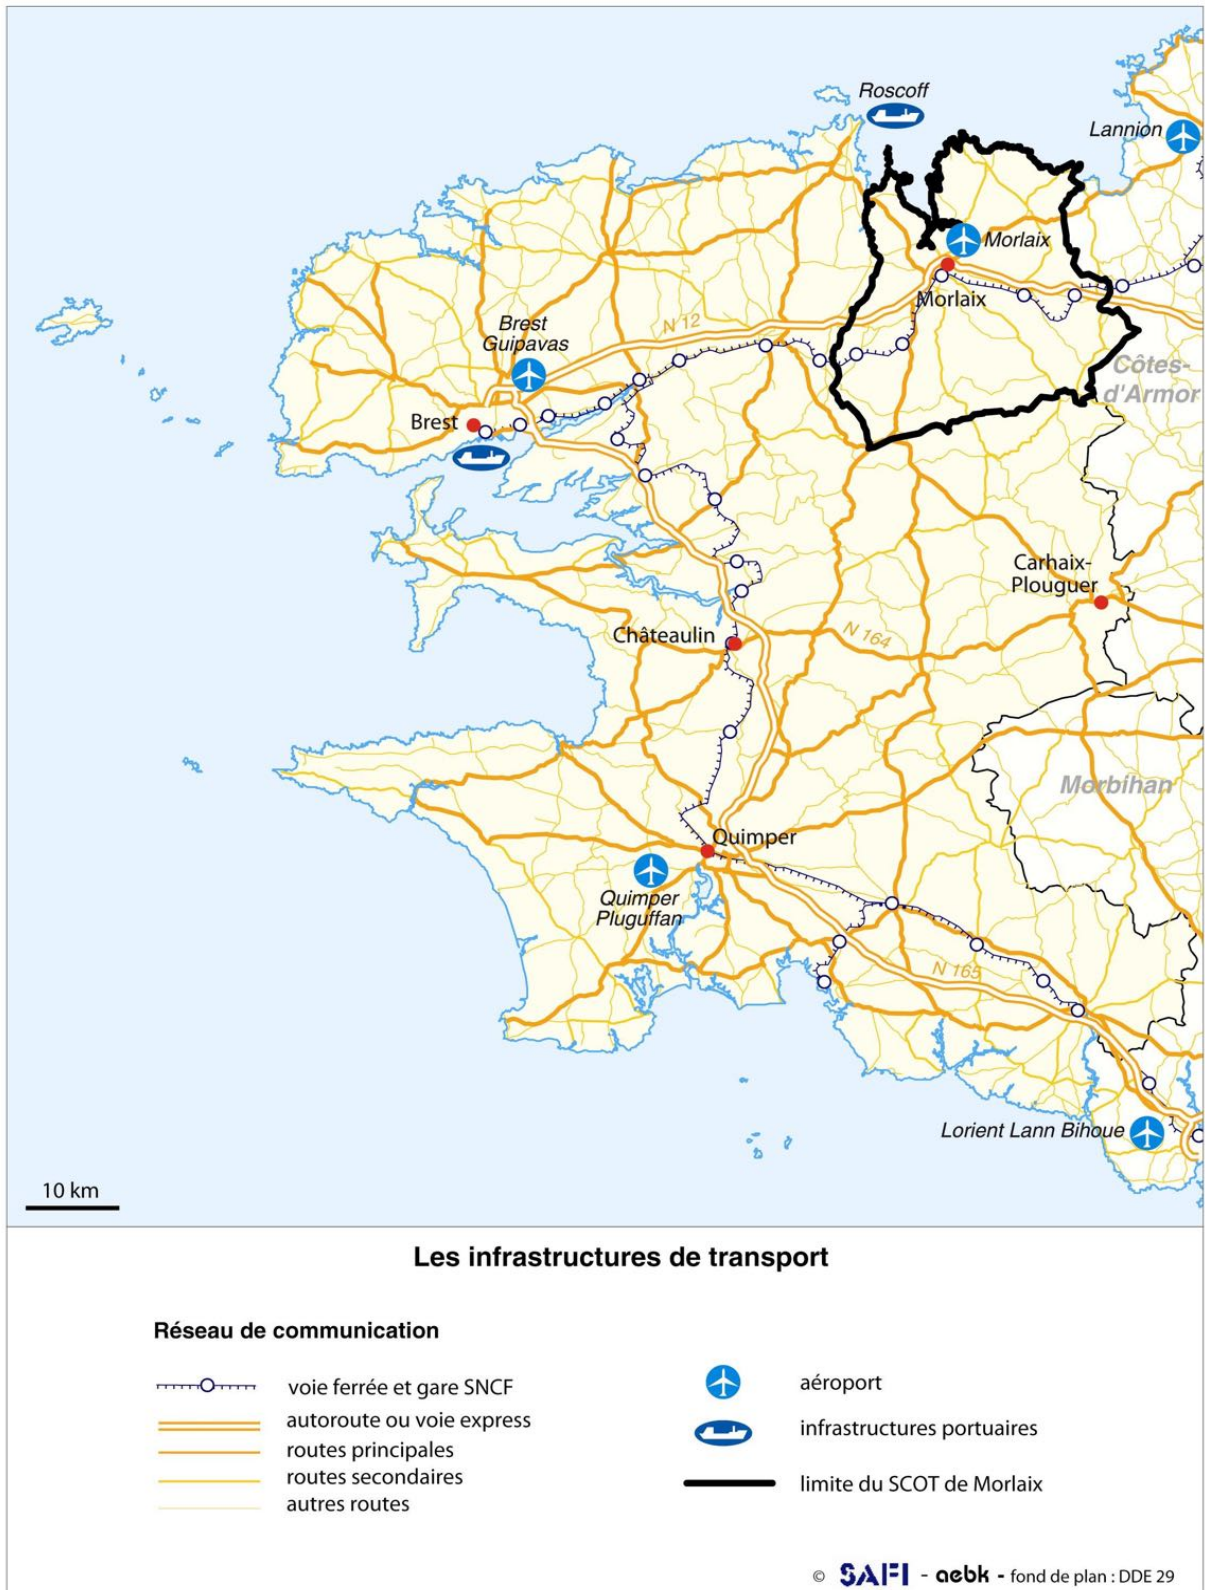 Roscoff
Lannion
Morlaix
Morlaix
N 12
Brest
Guipavas
Côtes-
d'Armor
Brest
Carhaix-
Plouguer
Châteaulin
N 164
Morbihan
Quimper
Quimper
Pluguffan
N 165
Lorient Lann Bihoue
10 km
Les infrastructures de transport
Réseau de communication
voie ferrée et gare SNCF
autoroute ou voie express
routes principales
routes secondaires
autres routes
aéroport
infrastructures portuaires
limite du SCOT de Morlaix
© SAFI - aebk - fond de plan : DDE 29